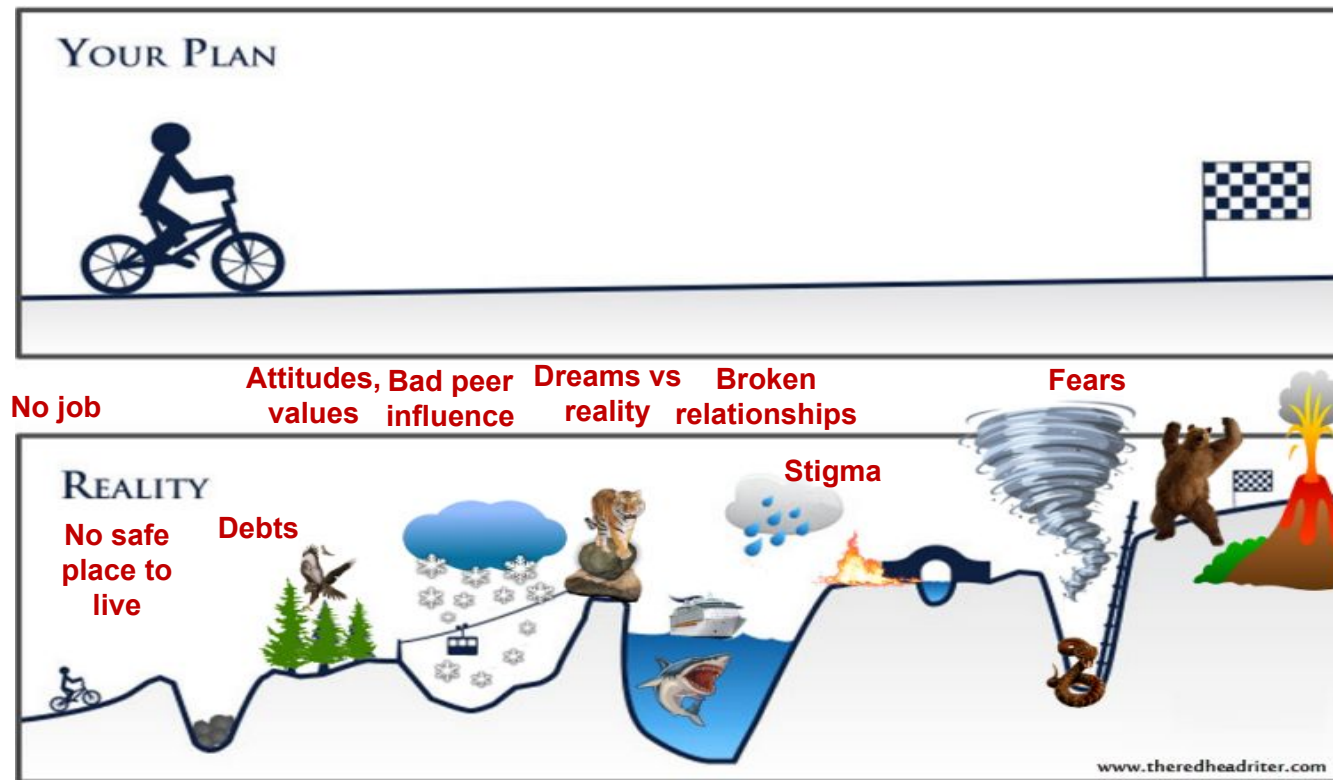 YOUR PLAN
No job
Attitudes,
values
Bad peer
influence
Dreams vs
reality
Broken
relationships
Fears
REALITY
Stigma
No safe
place to
live
Debts
www.theredheadriter.com